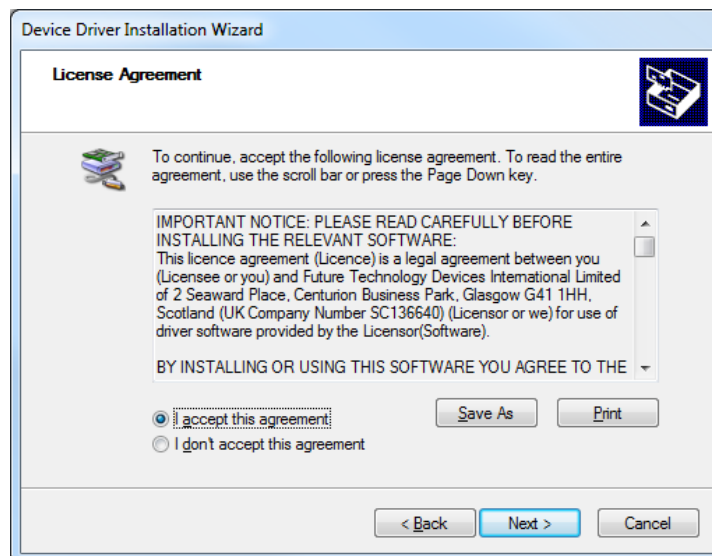 Device Driver Installation Wizard
License Agreement
To continue, accept the following license agreement. To read the entire
agreement, use the scroll bar or press the Page Down key.
IMPORTANT NOTICE: PLEASE READ CAREFULLY BEFORE
INSTALLING THE RELEVANT SOFTWARE:
This licence agreement (Licence) is a legal agreement between you
(Licensee or you) and Future Technology Devices International Limited
of 2 Seaward Place, Centurion Business Park, Glasgow G41 1HH,
Scotland (UK Company Number SC136640) (Licensor or we) for use of
driver software provided by the Licensor(Software).
BY INSTALLING OR USING THIS SOFTWARE YOU AGREE TO THE
I accept this agreement
Save As
Print
I don't accept this agreement
< Back
Next >
Cancel